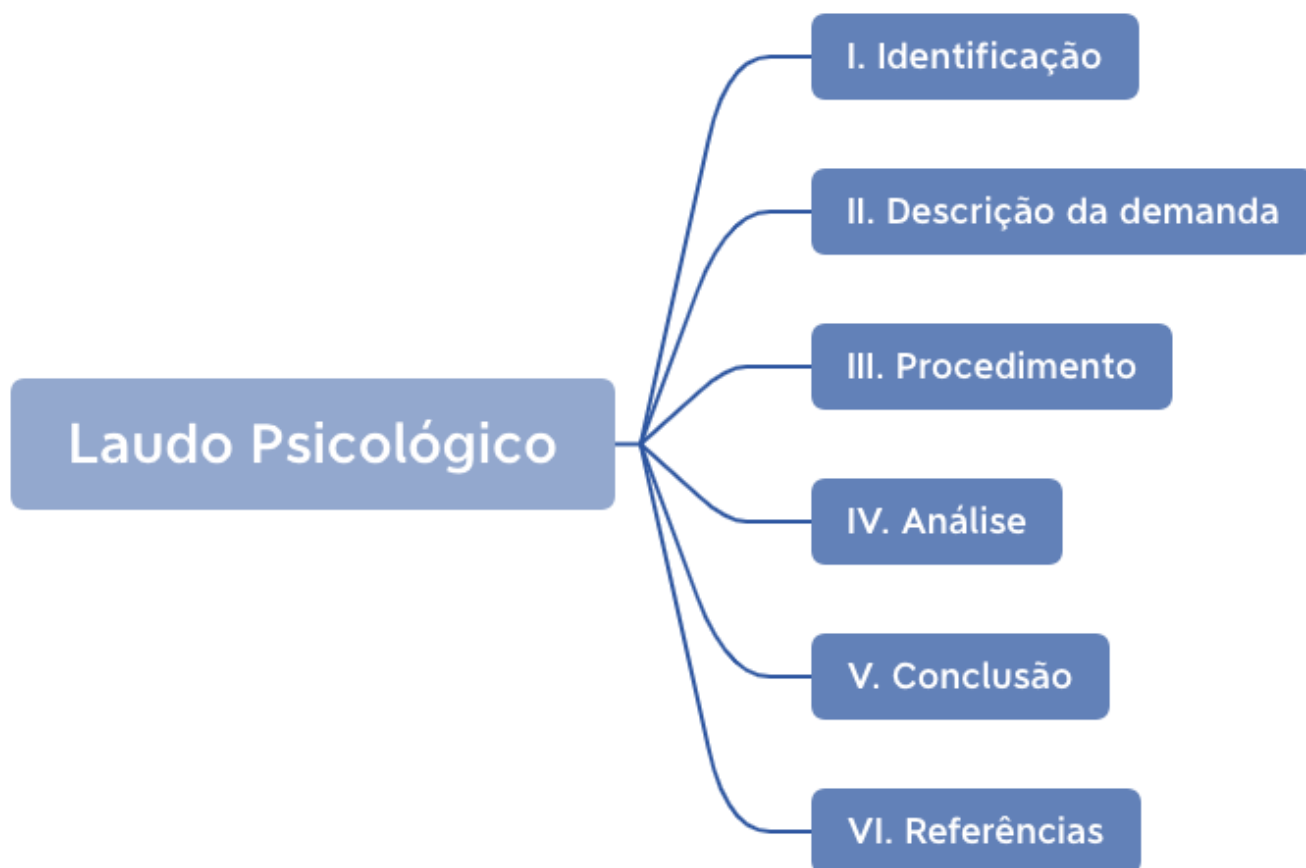 Laudo Psicológico
I. Identificação
II. Descrição da demanda
III. Procedimento
IV. Análise
V. Conclusão
VI. Referências